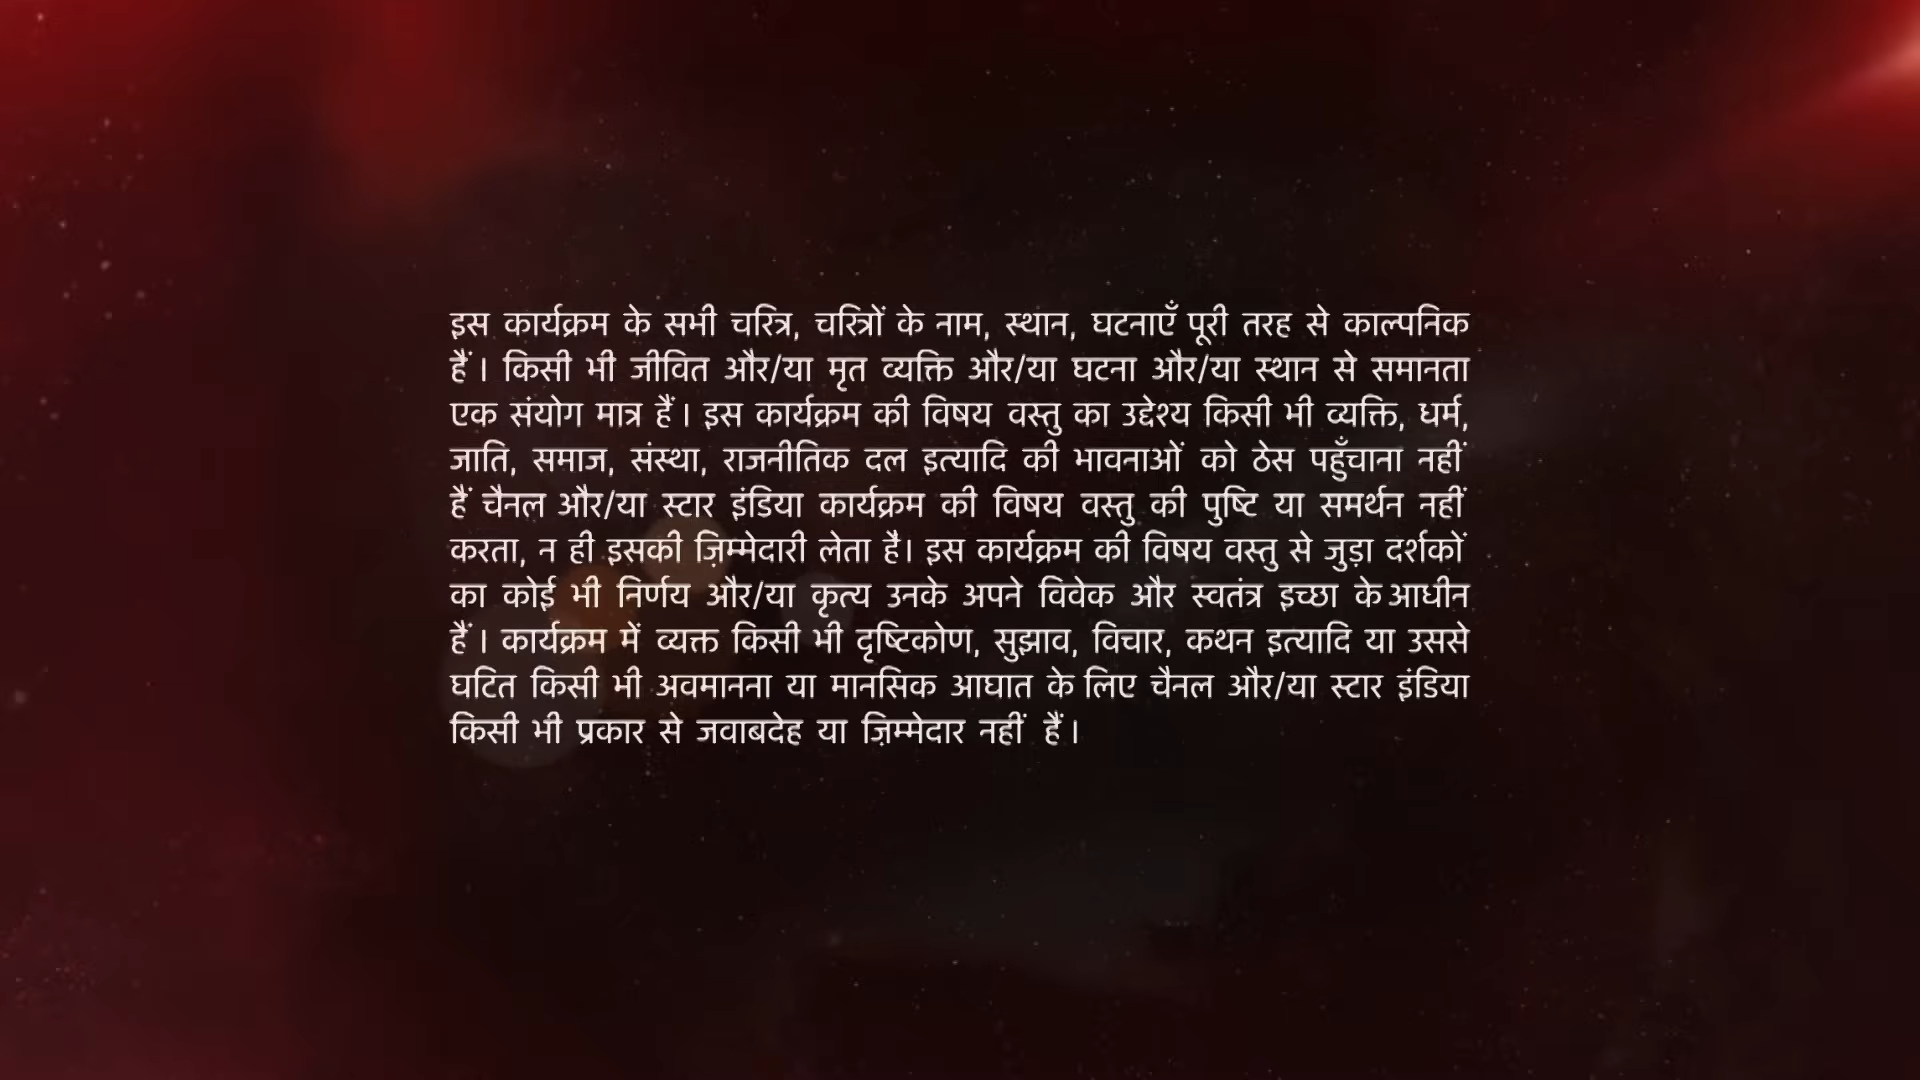 इस कार्यक्रम के सभी चरित्र, चरित्रों के नाम, स्थान, घटनाएँ पूरी तरह से काल्पनिक
हैं । किसी भी जीवित और/या मृत व्यक्ति और/या घटना और/या स्थान से समानता
एक संयोग मात्र हैं । इस कार्यक्रम की विषय वस्तु का उद्देश्य किसी भी व्यक्ति, धर्म,
जाति, समाज, संस्था, राजनीतिक दल इत्यादि की भावनाओं को ठेस पहुँचाना नहीं
हैं चैनल और/या स्टार इंडिया कार्यक्रम की विषय वस्तु की पुष्टि या समर्थन नहीं
करता, न ही इसकी ज़िम्मेदारी लेता है। इस कार्यक्रम की विषय वस्तु से जुड़ा दर्शकों
का कोई भी निर्णय और/या कृत्य उनके अपने विवेक और स्वतंत्र इच्छा के आधीन
हैं । कार्यक्रम में व्यक्त किसी भी दृष्टिकोण, सुझाव, विचार, कथन इत्यादि या उससे
घटित किसी भी अवमानना या मानसिक आघात के लिए चैनल और/या स्टार इंडिया
किसी भी प्रकार से जवाबदेह या ज़िम्मेदार नहीं हैं ।